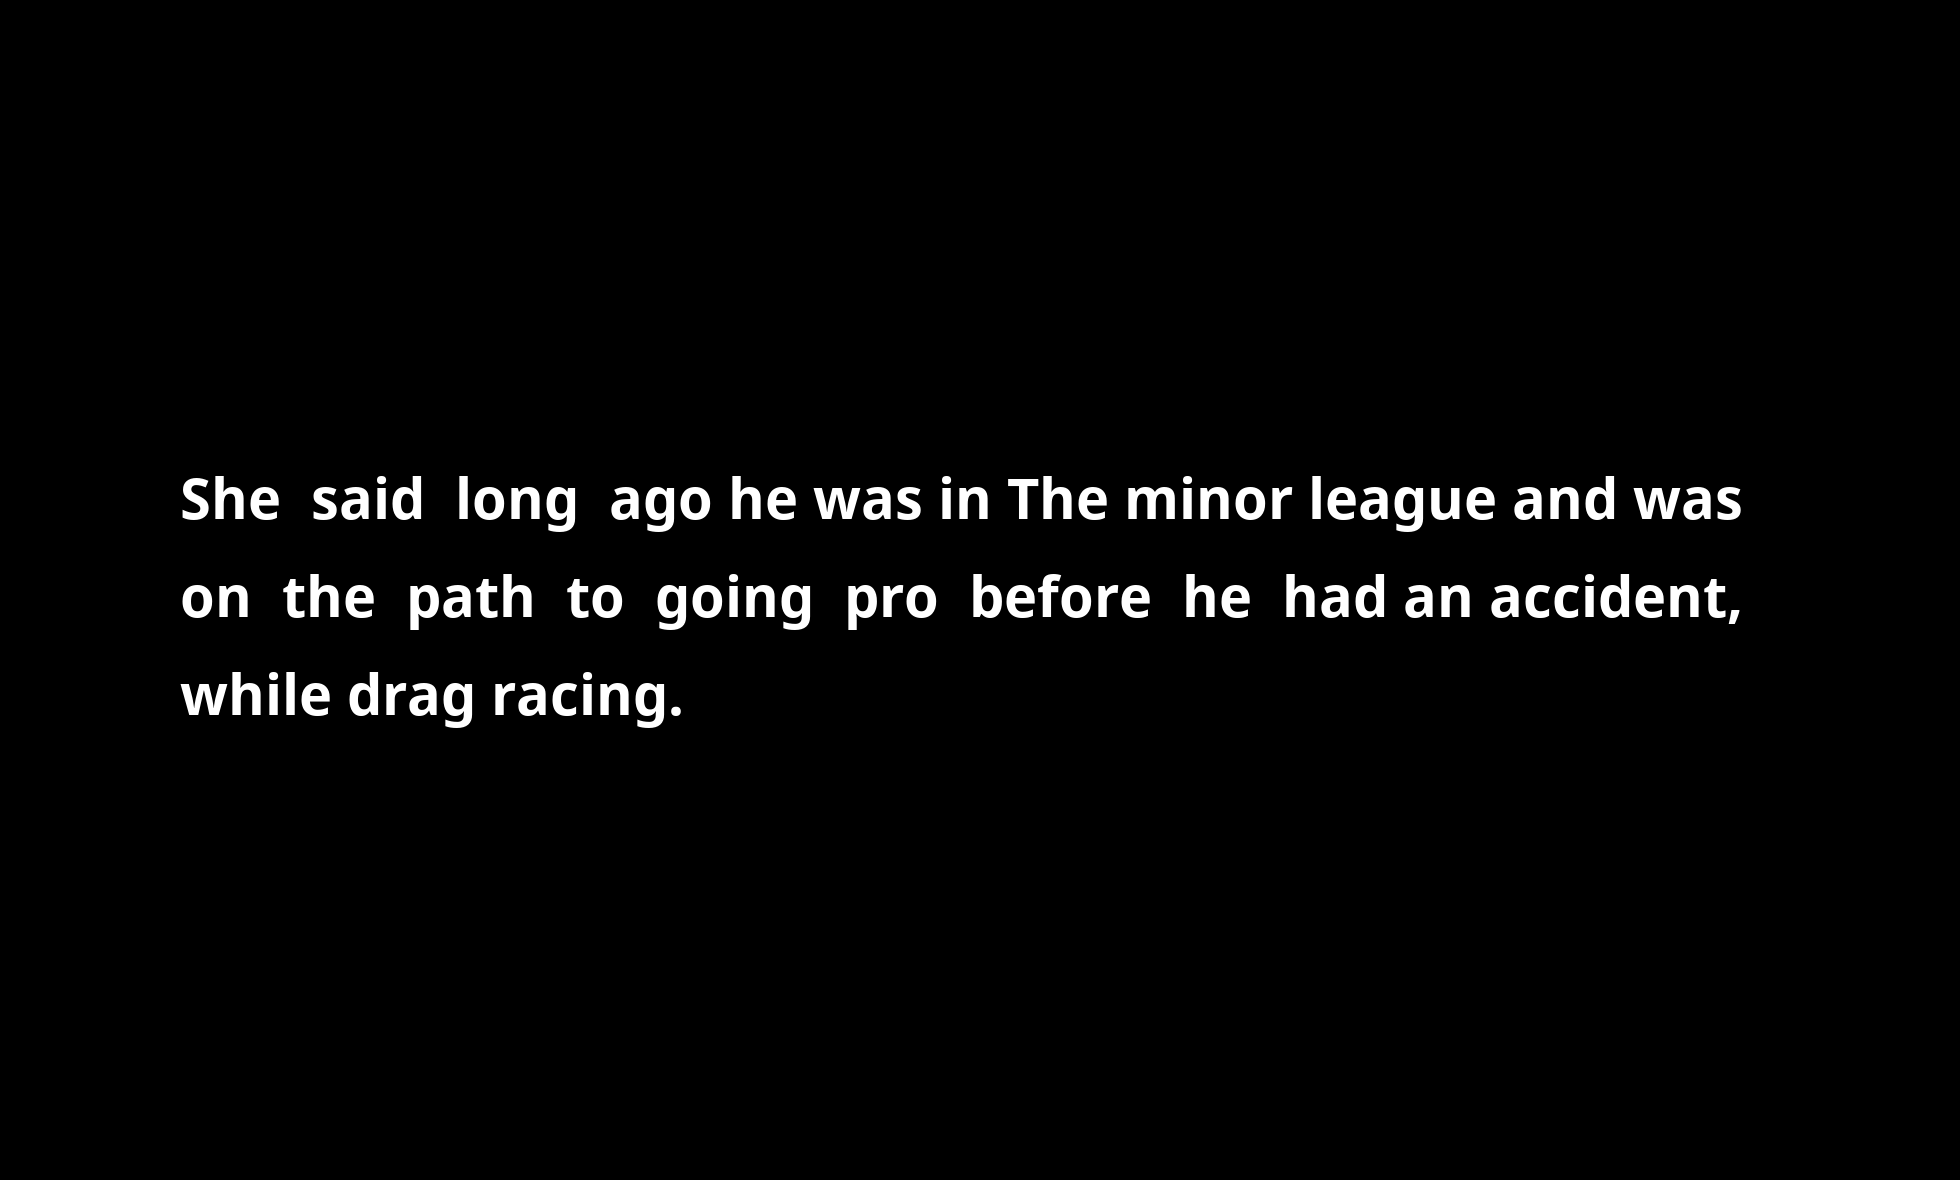 She said long ago he was in The minor league and was
on the path to going pro before he had an accident,
while drag racing.